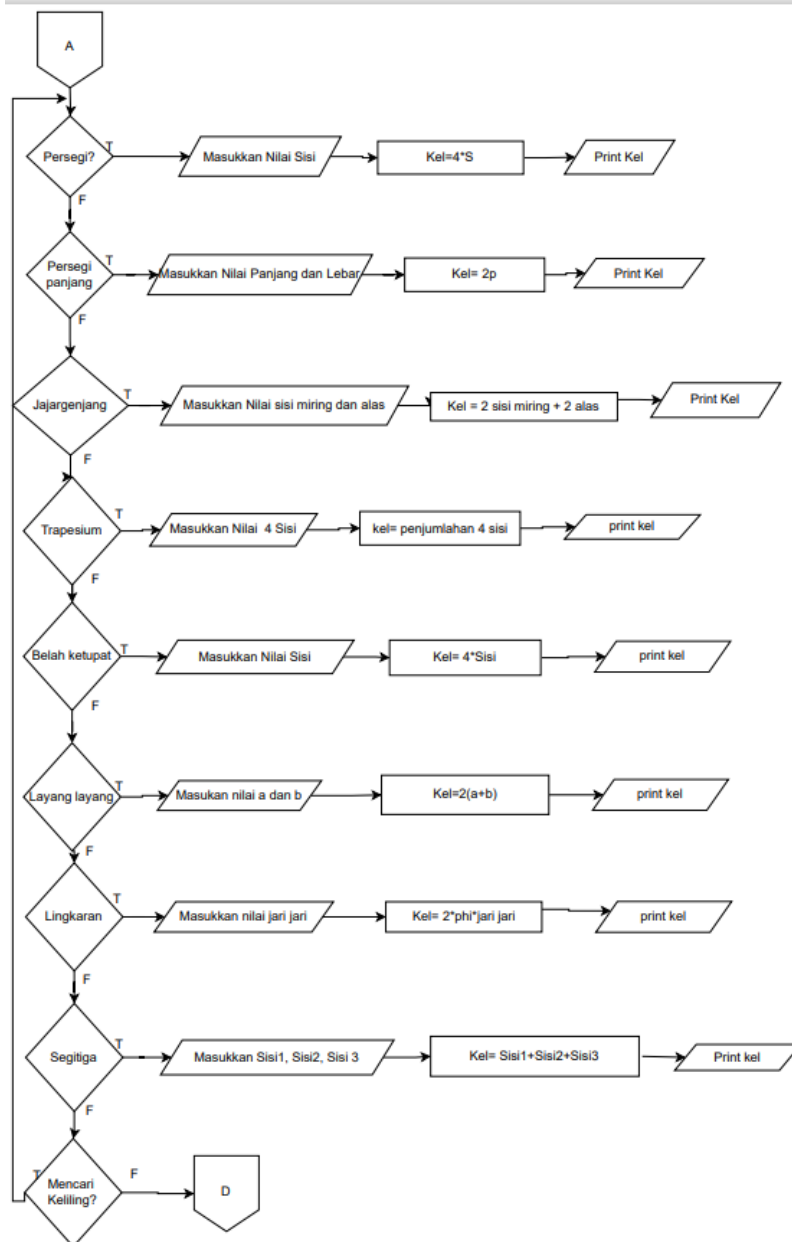 A
Persegi?
T
Masukkan Nilai Sisi
Kel=4*S
Print Kel
F
Persegi
panjang
T
Masukkan Nilai Panjang dan Lebar
Kel= 2p
Print Kel
F
Jajargenjang
T
Masukkan Nilai sisi miring dan alas
Kel = 2 sisi miring + 2 alas
Print Kel
F
Trapesium
T
Masukkan Nilai 4 Sisi
kel= penjumlahan 4 sisi
print kel
F
Belah ketupat
T
Masukkan Nilai Sisi
Kel= 4*Sisi
print kel
F
Layang layang
T
Masukan nilai a dan b
Kel=2(a+b)
print kel
F
Lingkaran
T
Masukkan nilai jari jari
Kel= 2*phi*jari jari
print kel
F
Segitiga
T
Masukkan Sisi1, Sisi2, Sisi 3
Kel= Sisi1+Sisi2+Sisi3
Print kel
F
T
Mencari
Keliling?
F
D